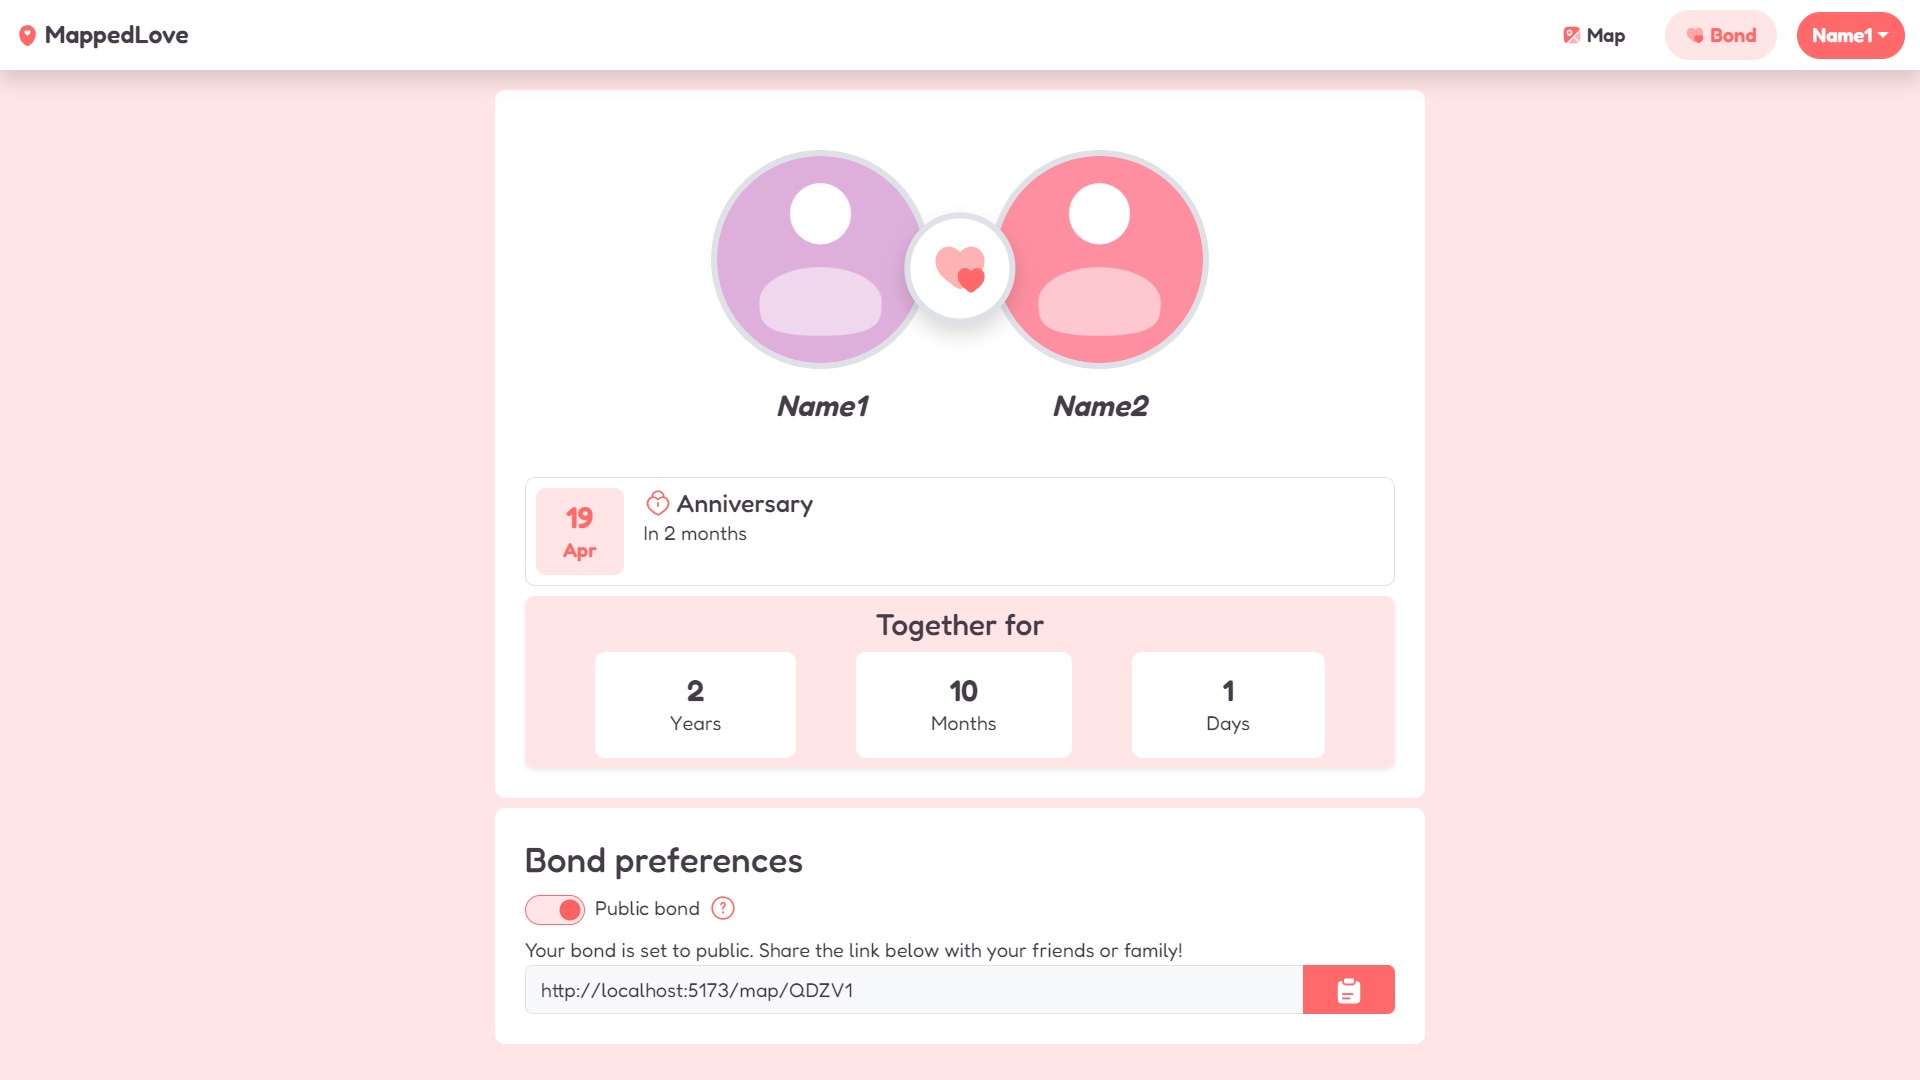 MappedLove
Map
Bond
Name1
Name1
Name2
19
Apr
Anniversary
In 2 months
Together for
2
Years
10
Months
1
Days
Bond preferences
Public bond
?
Your bond is set to public. Share the link below with your friends or family!
http://localhost:5173/map/QDZV1